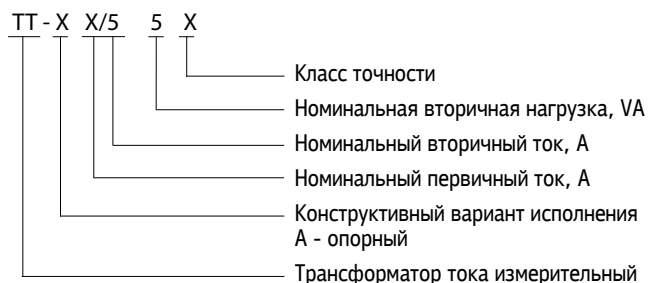 ТТ - Х Х/5 5 Х
Класс точности
Номинальная вторичная нагрузка, VA
Номинальный вторичный ток, А
Номинальный первичный ток, А
Конструктивный вариант исполнения
А - опорный
Трансформатор тока измерительный